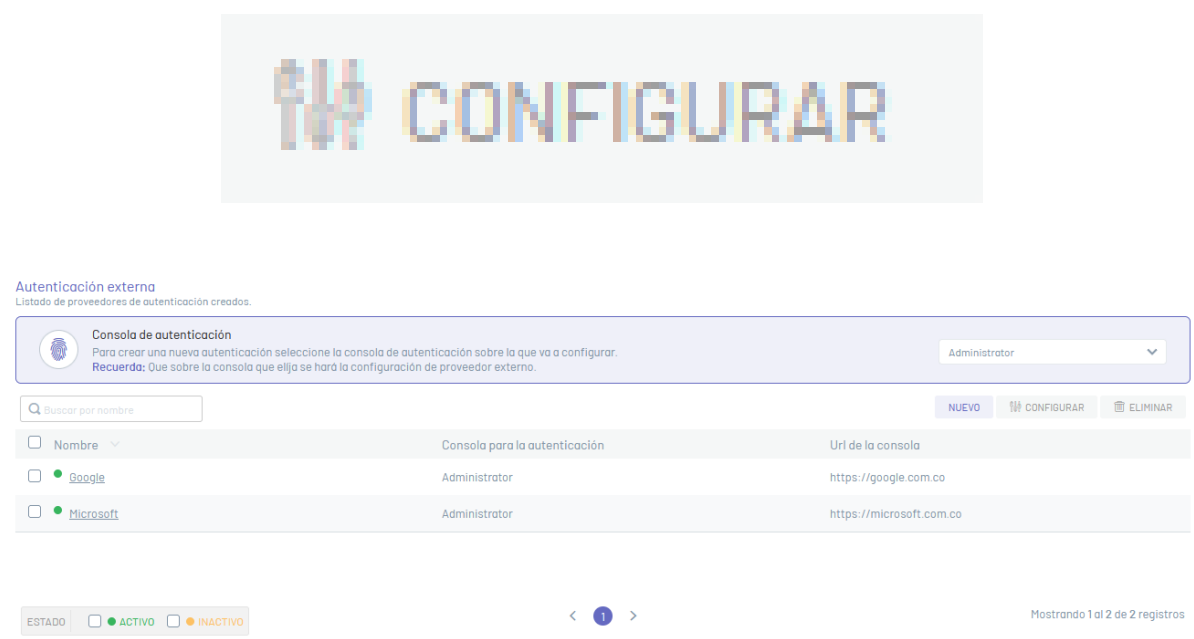 CONFIGURAR
Autenticación externa
Listado de proveedores de autenticación creados.
Consola de autenticación
Para crear una nueva autenticación seleccione la consola de autenticación sobre la que va a configurar.
Recuerda: Que sobre la consola que elija se hará la configuración de proveedor externo.
Administrator
Buscar por nombre
NUEVO CONFIGURAR ELIMINAR
Nombre Consola para la autenticación Url de la consola
Google Administrator https://google.com.co
Microsoft Administrator https://microsoft.com.co
ESTADO ACTIVO INACTIVO
1
Mostrando 1 al 2 de 2 registros